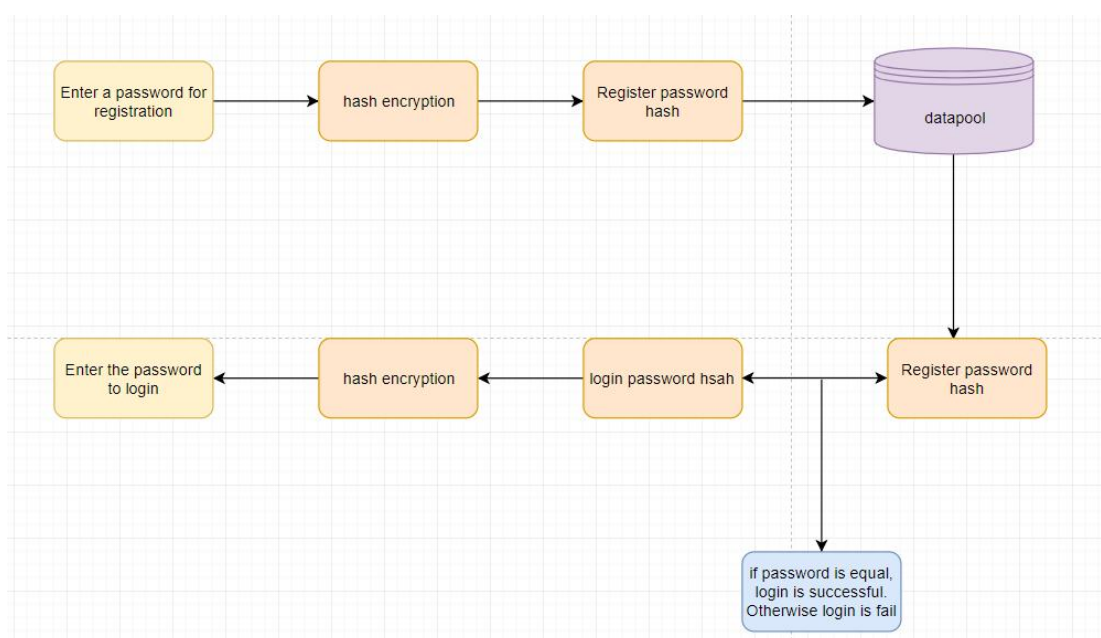 Enter a password for
registration
hash encryption
Register password
hash
datapool
Enter the password
to login
hash encryption
login password hsah
Register password
hash
if password is equal,
login is successful.
Otherwise login is fail